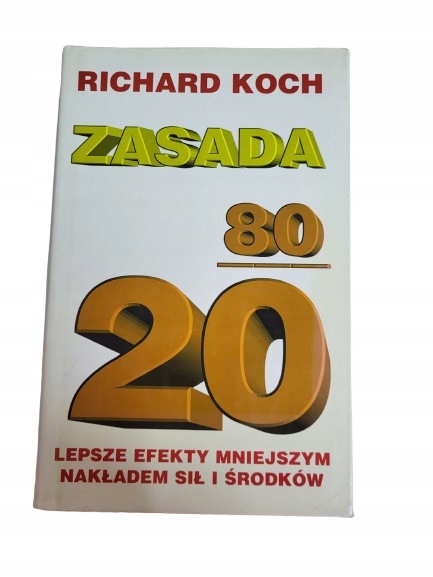 RICHARD KOCH
ZASADA
80
20
LEPSZE EFEKTY MNIEJSZYM
NAKŁADEM SIŁ I ŚRODKÓW